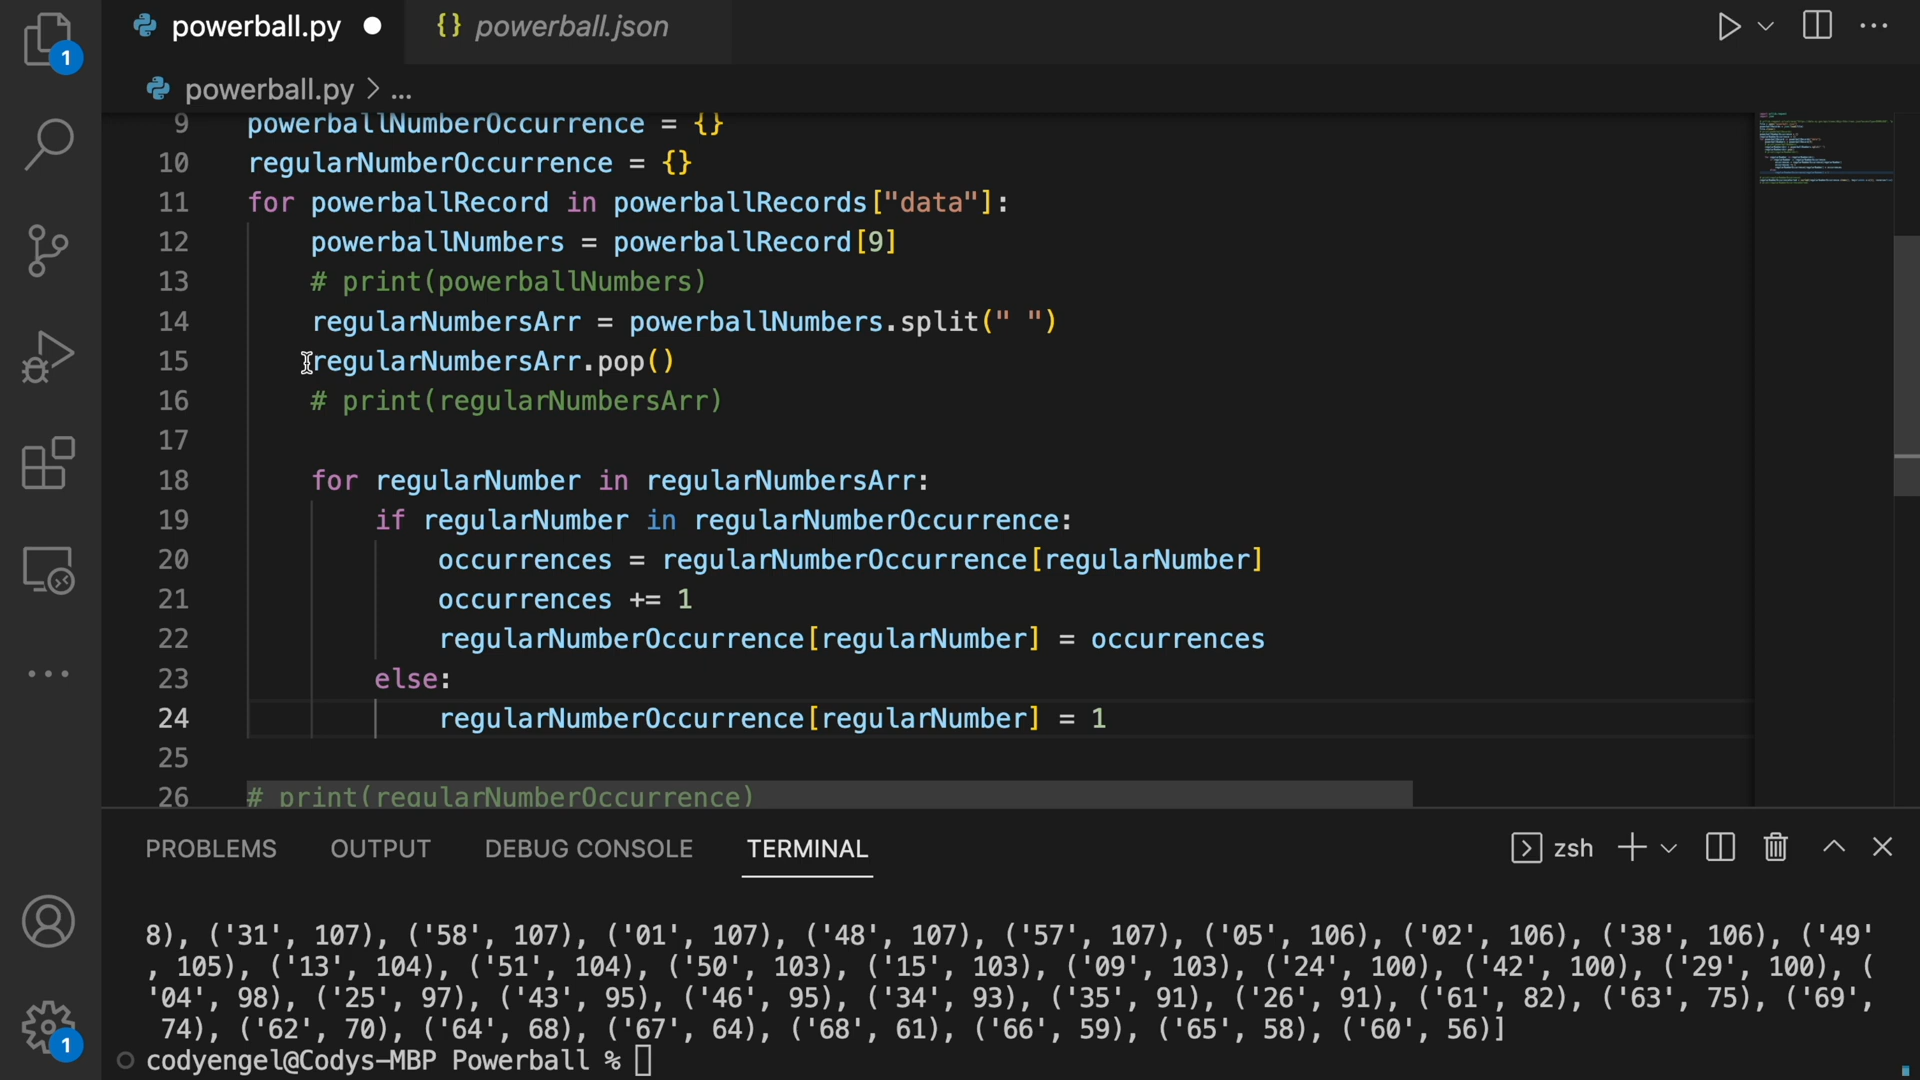 1
powerball.py
{} powerball.json
powerball.py > ...
9 powerballNumberOccurrence = {}
10 regularNumberOccurrence = {}
11 for powerballRecord in powerballRecords["data"]:
12 powerballNumbers = powerballRecord[9]
13 # print(powerballNumbers)
14 regularNumbersArr = powerballNumbers.split(" ")
15 regularNumbersArr.pop()
16 # print(regularNumbersArr)
17
18 for regularNumber in regularNumbersArr:
19 if regularNumber in regularNumberOccurrence:
20 occurrences = regularNumberOccurrence[regularNumber]
21 occurrences += 1
22 regularNumberOccurrence[regularNumber] = occurrences
23 else:
24 regularNumberOccurrence[regularNumber] = 1
25
26 # print(regularNumberOccurrence)
PROBLEMS OUTPUT DEBUG CONSOLE TERMINAL
zsh
8), ('31', 107), ('58', 107), ('01', 107), ('48', 107), ('57', 107), ('05', 106), ('02', 106), ('38', 106), ('49'
, 105), ('13', 104), ('51', 104), ('50', 103), ('15', 103), ('09', 103), ('24', 100), ('42', 100), ('29', 100), (
'04', 98), ('25', 97), ('43', 95), ('46', 95), ('34', 93), ('35', 91), ('26', 91), ('61', 82), ('63', 75), ('69',
74), ('62', 70), ('64', 68), ('67', 64), ('68', 61), ('66', 59), ('65', 58), ('60', 56)]
codyengel@Codys-MBP Powerball %
1